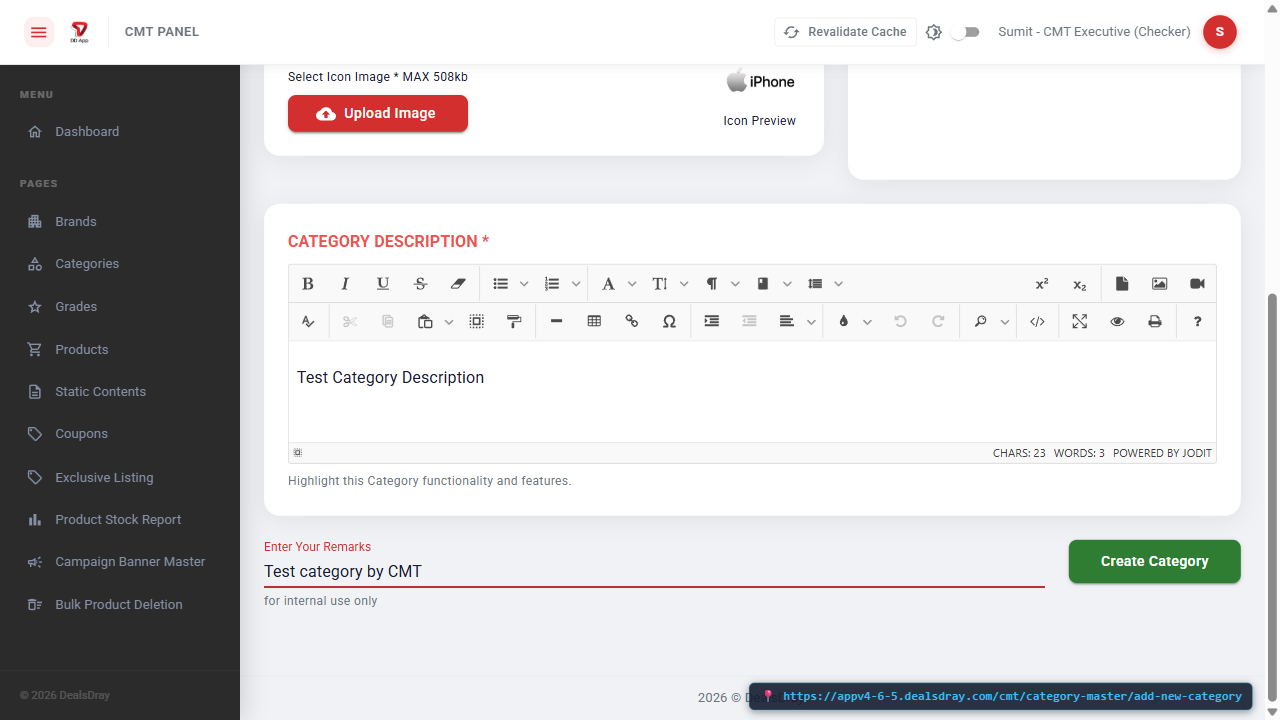 DD App
CMT PANEL
Revalidate Cache
Sumit - CMT Executive (Checker)
S
MENU
Dashboard
PAGES
Brands
Categories
Grades
Products
Static Contents
Coupons
Exclusive Listing
Product Stock Report
Campaign Banner Master
Bulk Product Deletion
© 2026 DealsDray
Select Icon Image * MAX 508kb
Upload Image
iPhone
Icon Preview
CATEGORY DESCRIPTION *
Test Category Description
CHARS: 23 WORDS: 3 POWERED BY JODIT
Highlight this Category functionality and features.
Enter Your Remarks
Test category by CMT
for internal use only
Create Category
2026 ©
https://appv4-6-5.dealsdray.com/cmt/category-master/add-new-category